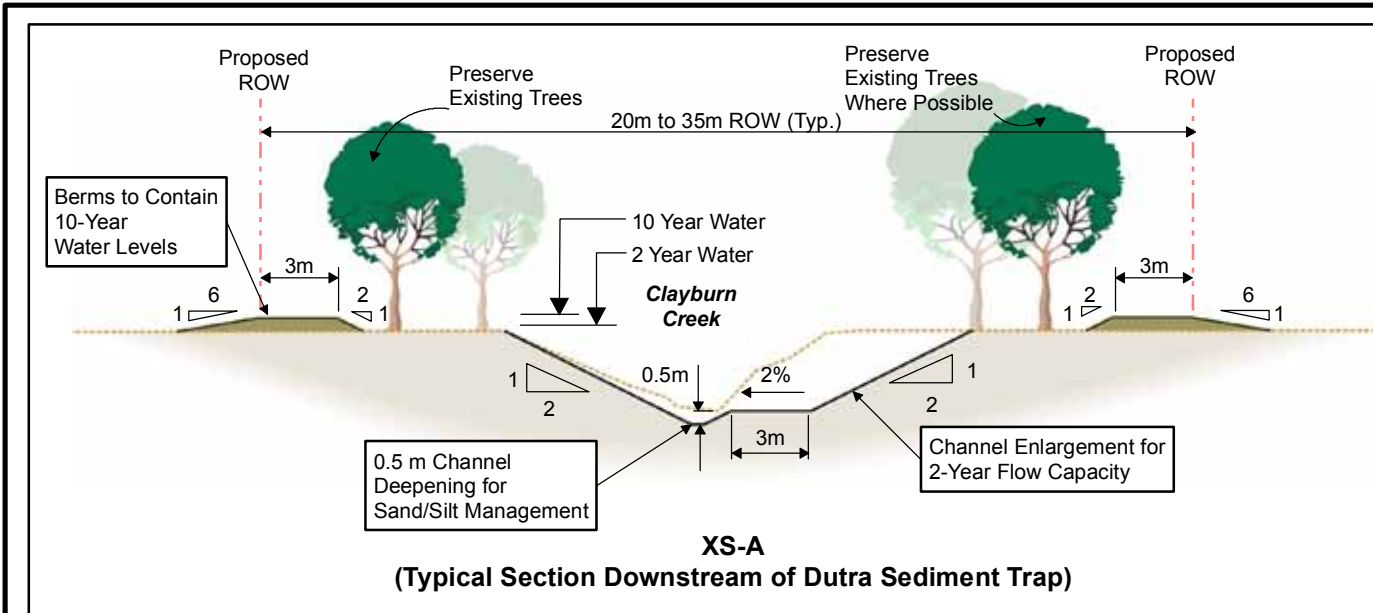 Proposed
ROW
Preserve
Existing Trees
Preserve
Existing Trees
Where Possible
Proposed
ROW
20m to 35m ROW (Typ.)
Berms to Contain
10-Year
Water Levels
10 Year Water
2 Year Water
Clayburn
Creek
3m
3m
6
1
2
1
2
1
6
1
1
2
0.5m
2%
1
2
3m
0.5 m Channel
Deepening for
Sand/Silt Management
Channel Enlargement for
2-Year Flow Capacity
XS-A
(Typical Section Downstream of Dutra Sediment Trap)